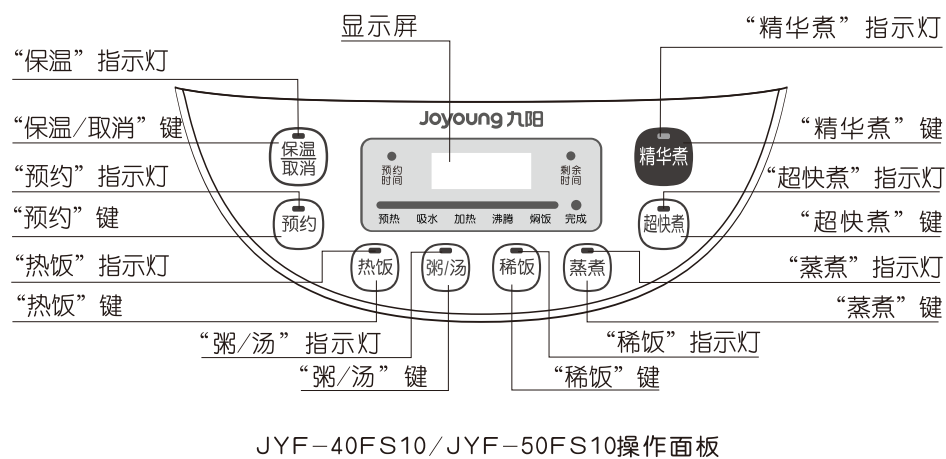 显示屏
“精华煮”指示灯
“保温”指示灯
“保温/取消”键
“精华煮”键
“预约”指示灯
“超快煮”指示灯
“预约”键
“超快煮”键
“热饭”指示灯
“蒸煮”指示灯
“热饭”键
“蒸煮”键
“粥/汤”指示灯
“稀饭”指示灯
“粥/汤”键
“稀饭”键
Joyoung九阳
保温
取消
精华煮
预约
时间
剩余
时间
预热 吸水 加热 沸腾 焖饭 完成
预约
超快煮
热饭 粥/汤 稀饭 蒸煮
JYF-40FS10/JYF-50FS10操作面板